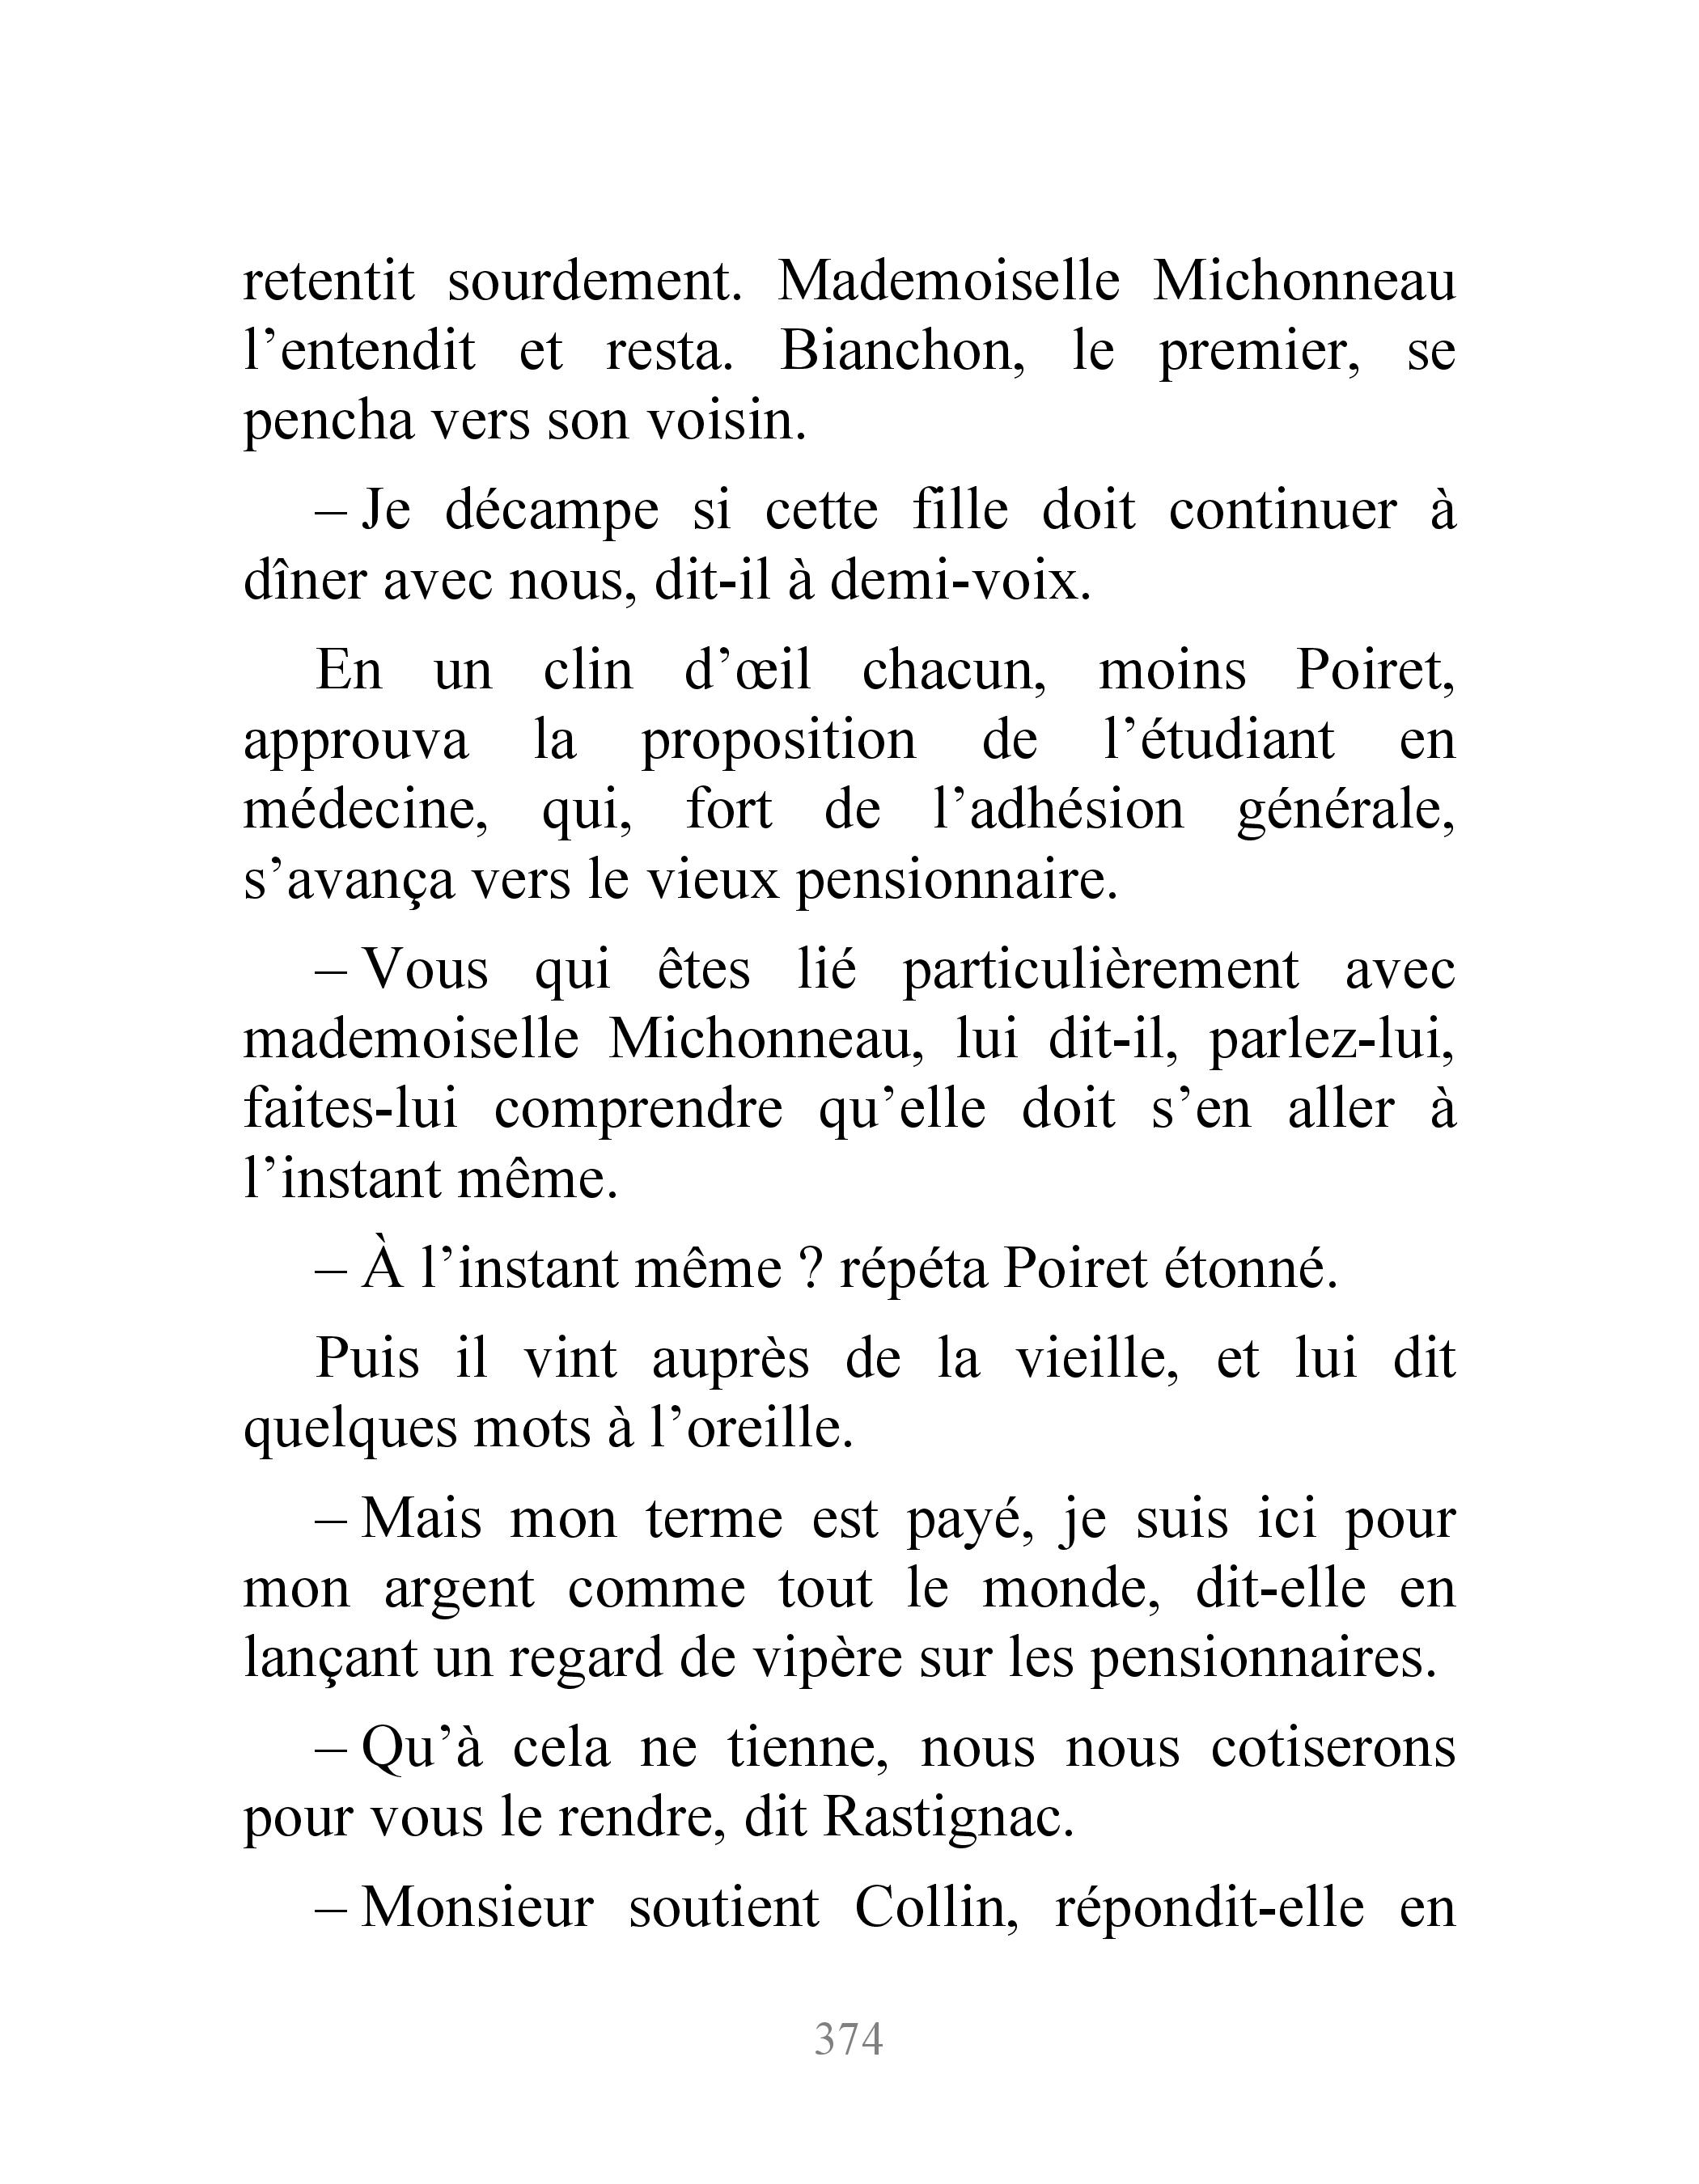 retentit sourdement. Mademoiselle Michonneau
l’entendit et resta. Bianchon, le premier, se
pencha vers son voisin.
– Je décampe si cette fille doit continuer à
dîner avec nous, dit-il à demi-voix.
En un clin d’œil chacun, moins Poiret,
approuva la proposition de l’étudiant en
médecine, qui, fort de l’adhésion générale,
s’avança vers le vieux pensionnaire.
– Vous qui êtes lié particulièrement avec
mademoiselle Michonneau, lui dit-il, parlez-lui,
faites-lui comprendre qu’elle doit s’en aller à
l’instant même.
– À l’instant même ? répéta Poiret étonné.
Puis il vint auprès de la vieille, et lui dit
quelques mots à l’oreille.
– Mais mon terme est payé, je suis ici pour
mon argent comme tout le monde, dit-elle en
lançant un regard de vipère sur les pensionnaires.
– Qu’à cela ne tienne, nous nous cotiserons
pour vous le rendre, dit Rastignac.
– Monsieur soutient Collin, répondit-elle en
374